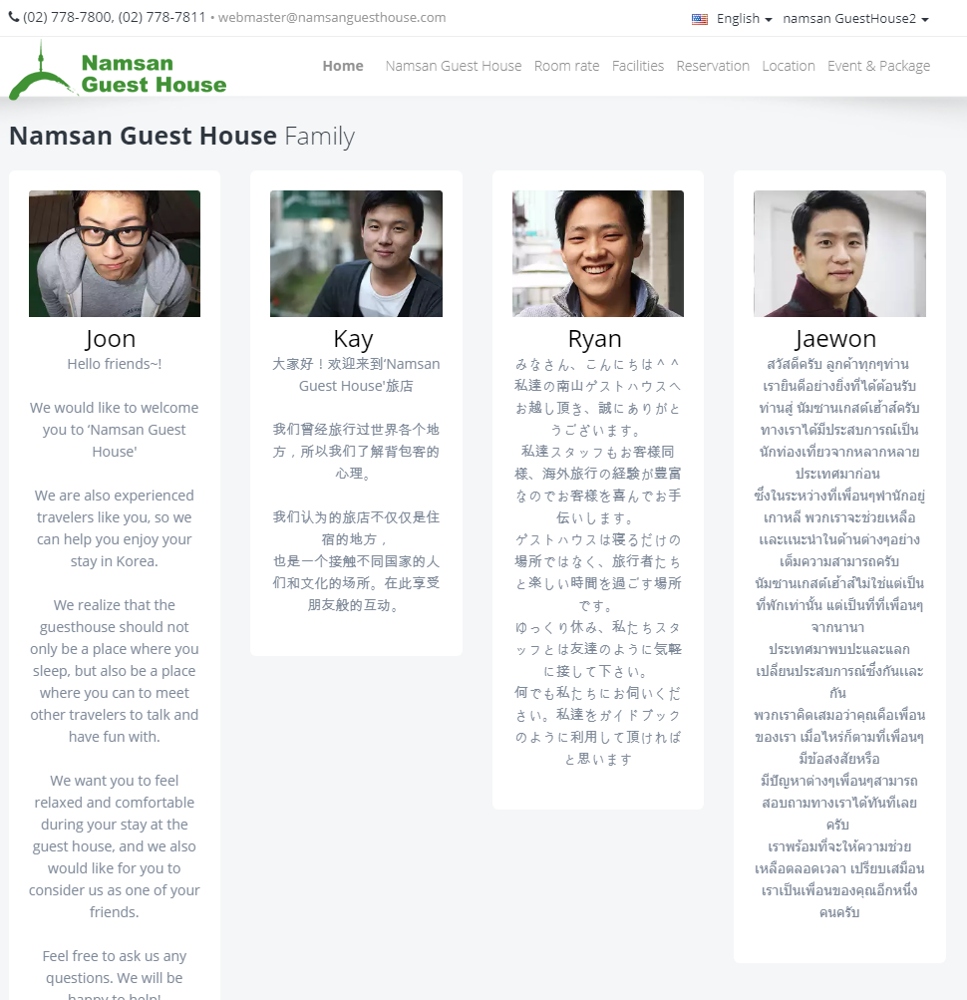 (02) 778-7800, (02) 778-7811 • webmaster@namsanguesthouse.com
English
namsan GuestHouse2
Namsan
Guest House
Home Namsan Guest House Room rate Facilities Reservation Location Event & Package
Namsan Guest House Family
Joon
Hello friends~!
We would like to welcome
you to ‘Namsan Guest
House'
We are also experienced
travelers like you, so we
can help you enjoy your
stay in Korea.
We realize that the
guesthouse should not
only be a place where you
sleep, but also be a place
where you can to meet
other travelers to talk and
have fun with.
We want you to feel
relaxed and comfortable
during your stay at the
guest house, and we also
would like for you to
consider us as one of your
friends.
Feel free to ask us any
questions. We will be
happy to help!
Kay
大家好！欢迎来到‘Namsan
Guest House'旅店
我们曾经旅行过世界各个地
方，所以我们了解背包客的
心理。
我们认为的旅店不仅仅是住
宿的地方，
也是一个接触不同国家的人
们和文化的场所。在此享受
朋友般的互动。
Ryan
みなさん、こんにちは＾＾
私達の南山ゲストハウスへ
お越し頂き、誠にありがと
うございます。
私達スタッフもお客様同
様、海外旅行の経験が豊富
なのでお客様を喜んでお手
伝いします。
ゲストハウスは寝るだけの
場所ではなく、旅行者たち
と楽しい時間を過ごす場所
です。
ゆっくり休み、私たちスタ
ッフとは友達のように気軽
に接して下さい。
何でも私たちにお伺いくだ
さい。私達をガイドブック
のように利用して頂ければ
と思います
Jaewon
สวัสดีครับ ลูกค้าทุกๆท่าน
เรายินดีอย่างยิ่งที่ได้ต้อนรับ
ท่านสู่ นัมซานเกสต์เฮ้าส์ครับ
ทางเราได้มีประสบการณ์เป็น
นักท่องเที่ยวจากหลากหลาย
ประเทศมาก่อน
ซึ่งในระหว่างที่เพื่อนๆพำนักอยู่
เกาหลี พวกเราจะช่วยเหลือ
และแนะนำในด้านต่างๆอย่าง
เต็มความสามารถครับ
นัมซานเกสต์เฮ้าส์ไม่ใช่แต่เป็น
ที่พักเท่านั้น แต่เป็นที่ที่เพื่อนๆ
จากนานา
ประเทศมาพบปะและแลก
เปลี่ยนประสบการณ์ซึ่งกันและ
กัน
พวกเราคิดเสมอว่าคุณคือเพื่อน
ของเรา เมื่อไหร่ก็ตามที่เพื่อนๆ
มีข้อสงสัยหรือ
มีปัญหาต่างๆเพื่อนๆสามารถ
สอบถามทางเราได้ทันทีเลย
ครับ
เราพร้อมที่จะให้ความช่วย
เหลือตลอดเวลา เปรียบเสมือน
เราเป็นเพื่อนของคุณอีกหนึ่ง
คนครับ